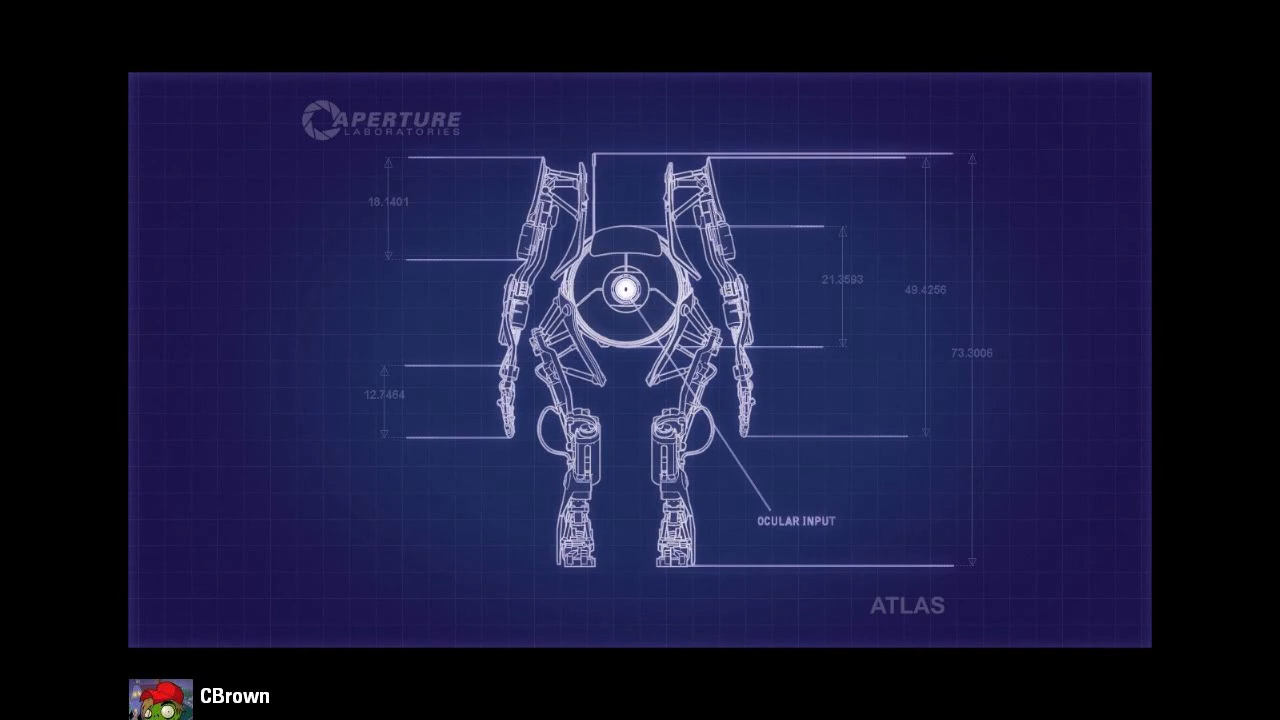 APERTURE
LABORATORIES
18.1401
21.3593
49.4256
73.3006
12.7464
OCULAR INPUT
ATLAS
CBrown